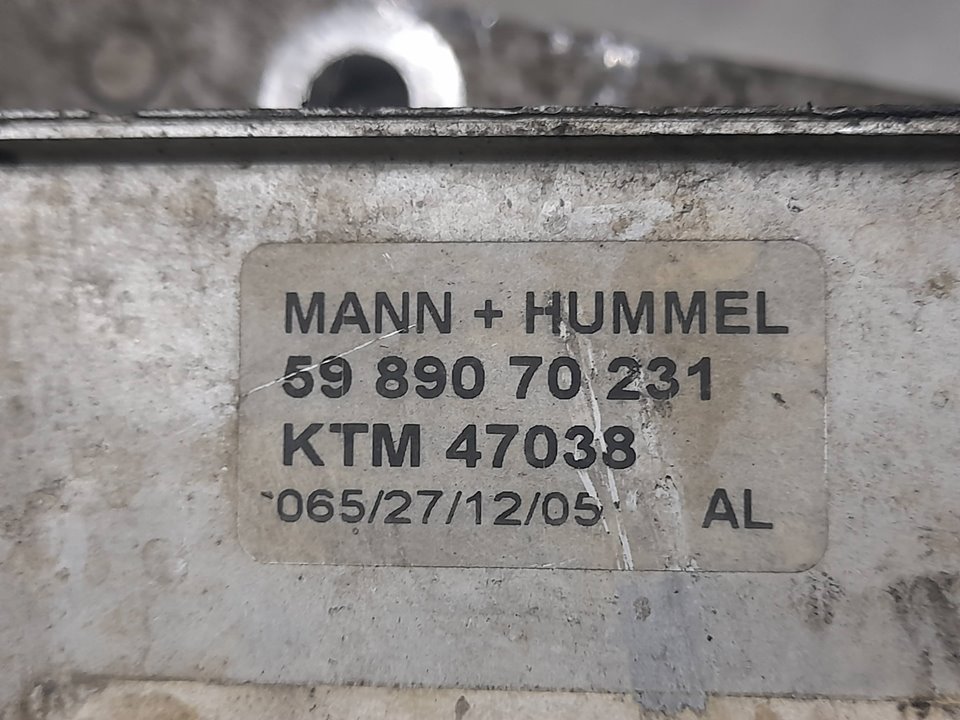 MANN + HUMMEL
59 890 70 231
KTM 47038
065/27/12/05 AL